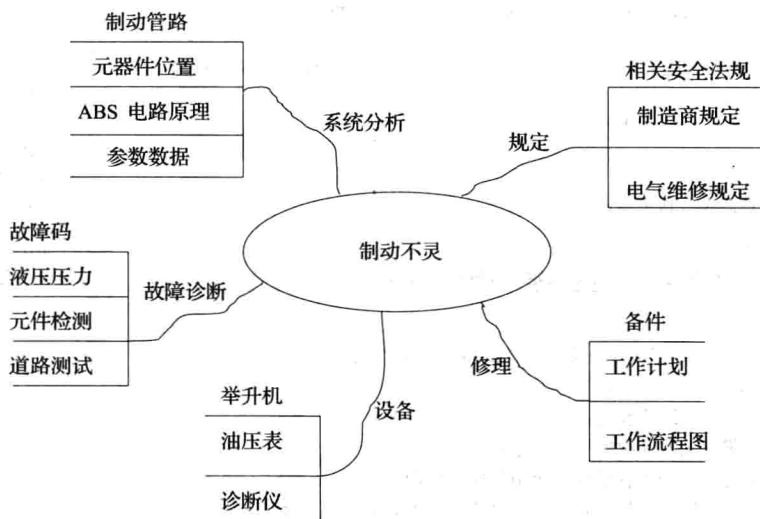 制动管路
元器件位置
ABS 电路原理
参数数据
系统分析
相关安全法规
制造商规定
电气维修规定
规定
制动不灵
故障码
液压压力
元件检测
道路测试
故障诊断
举升机
油压表
诊断仪
设备
修理
备件
工作计划
工作流程图